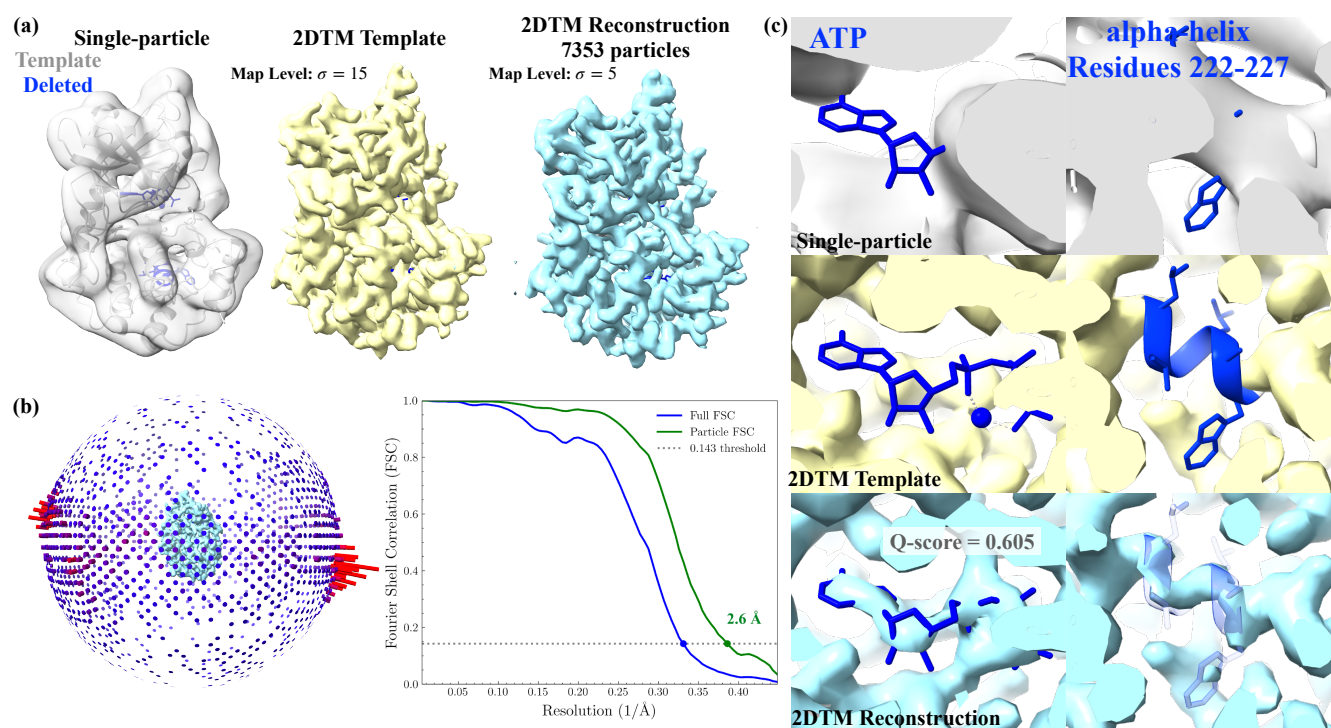 (a)
Single-particle
Template
Deleted
2DTM Template
Map Level: σ = 15
2DTM Reconstruction
7353 particles
Map Level: σ = 5
(b)
Fourier Shell Correlation (FSC)
1.0
0.8
0.6
0.4
0.2
0.0
Full FSC
Particle FSC
0.143 threshold
2.6 Å
0.05 0.10 0.15 0.20 0.25 0.30 0.35 0.40
Resolution (1/Å)
(c)
ATP
alpha-helix
Residues 222-227
Single-particle
2DTM Template
Q-score = 0.605
2DTM Reconstruction